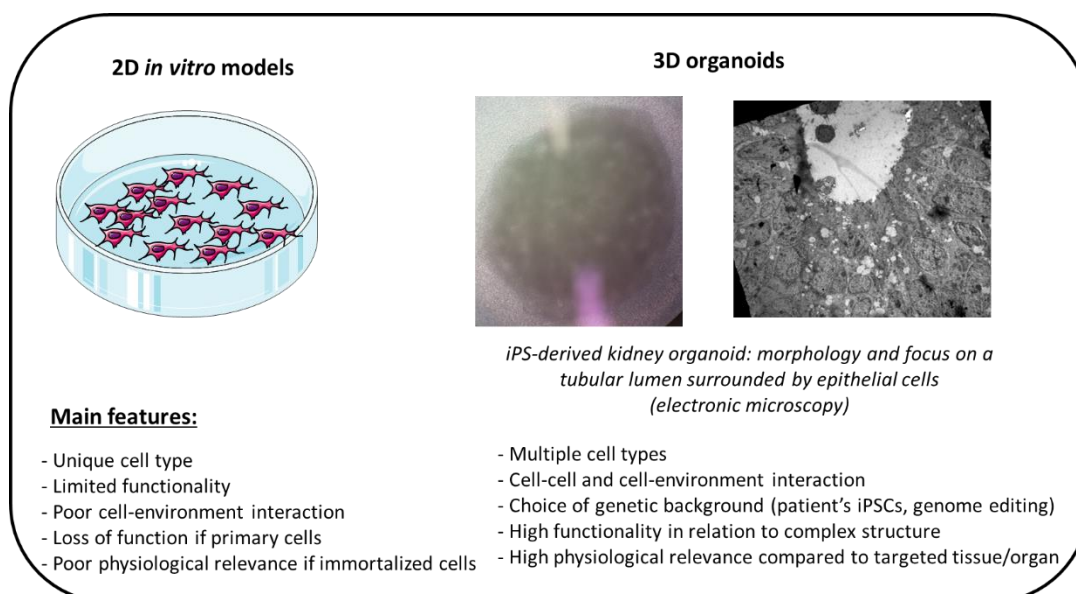 2D in vitro models
3D organoids
iPS-derived kidney organoid: morphology and focus on a
tubular lumen surrounded by epithelial cells
(electronic microscopy)
Main features:
- Unique cell type
- Limited functionality
- Poor cell-environment interaction
- Loss of function if primary cells
- Poor physiological relevance if immortalized cells
- Multiple cell types
- Cell-cell and cell-environment interaction
- Choice of genetic background (patient's iPSCs, genome editing)
- High functionality in relation to complex structure
- High physiological relevance compared to targeted tissue/organ